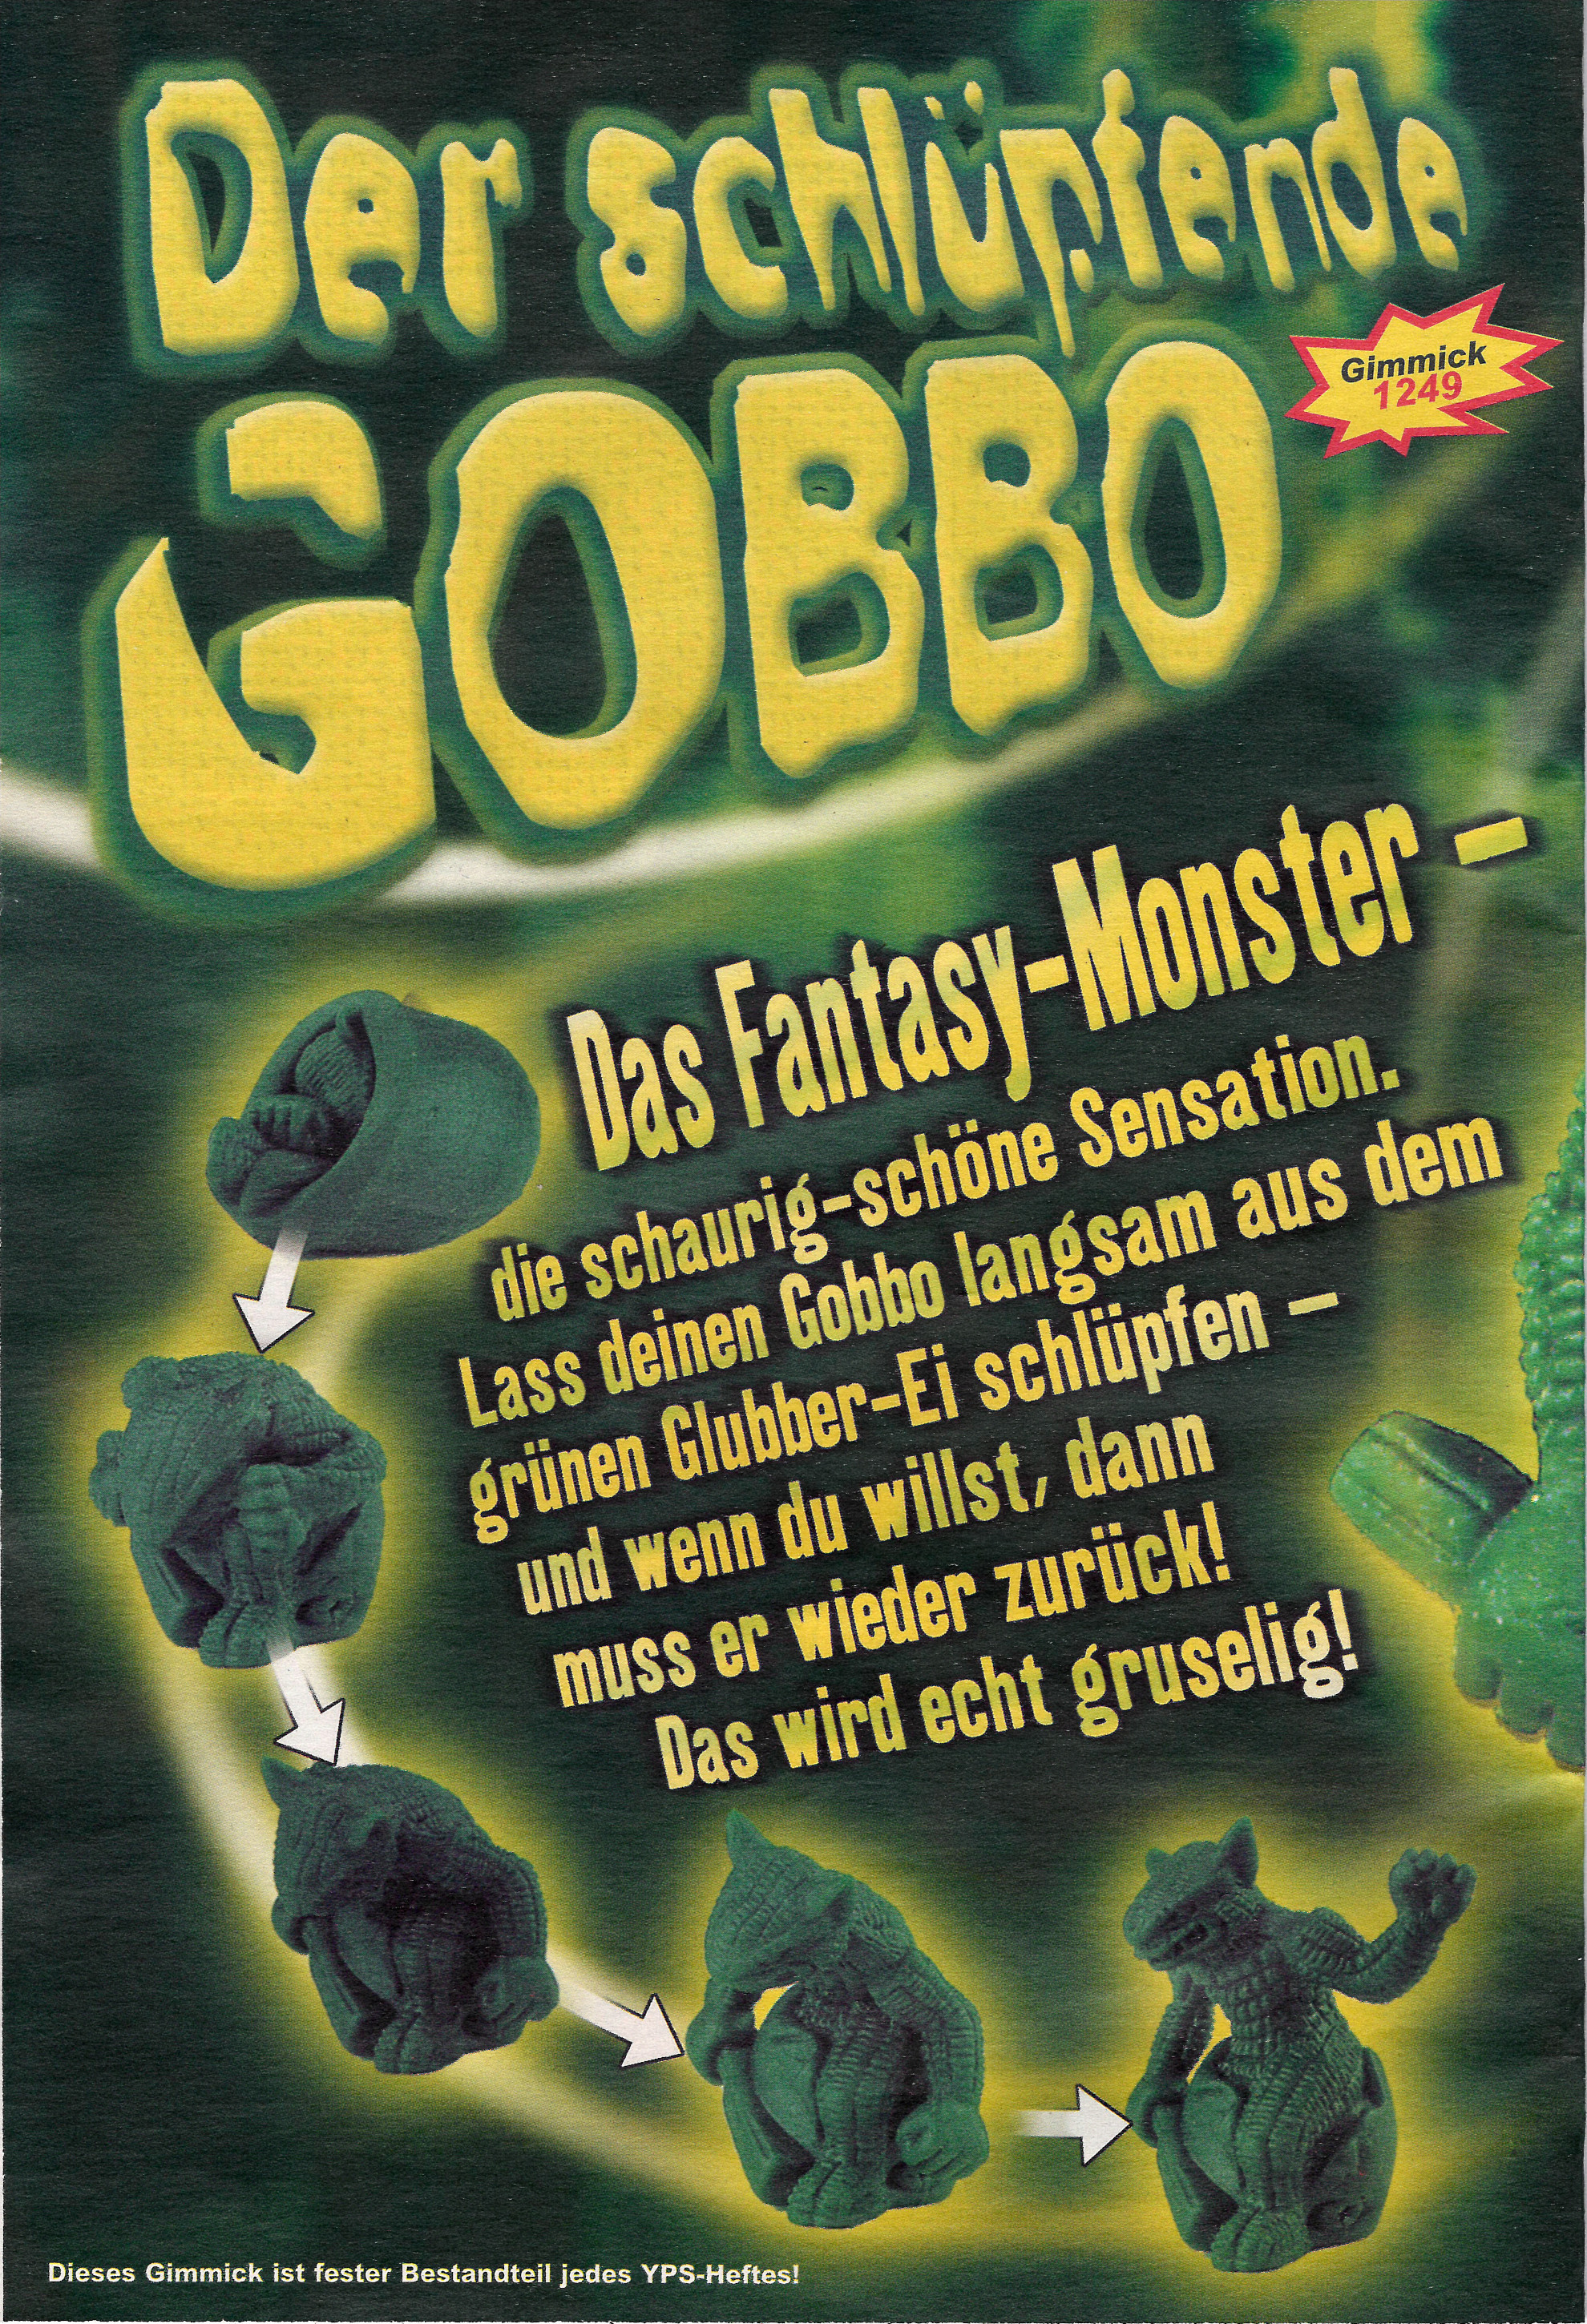 Der schlüpfende
GOBBO
Gimmick
1249
Das Fantasy-Monster –
die schaurig-schöne Sensation.
Lass deinen Gobbo langsam aus dem
grünen Glubber-Ei schlüpfen –
und wenn du willst, dann
muss er wieder zurück!
Das wird echt gruselig!
Dieses Gimmick ist fester Bestandteil jedes YPS-Heftes!